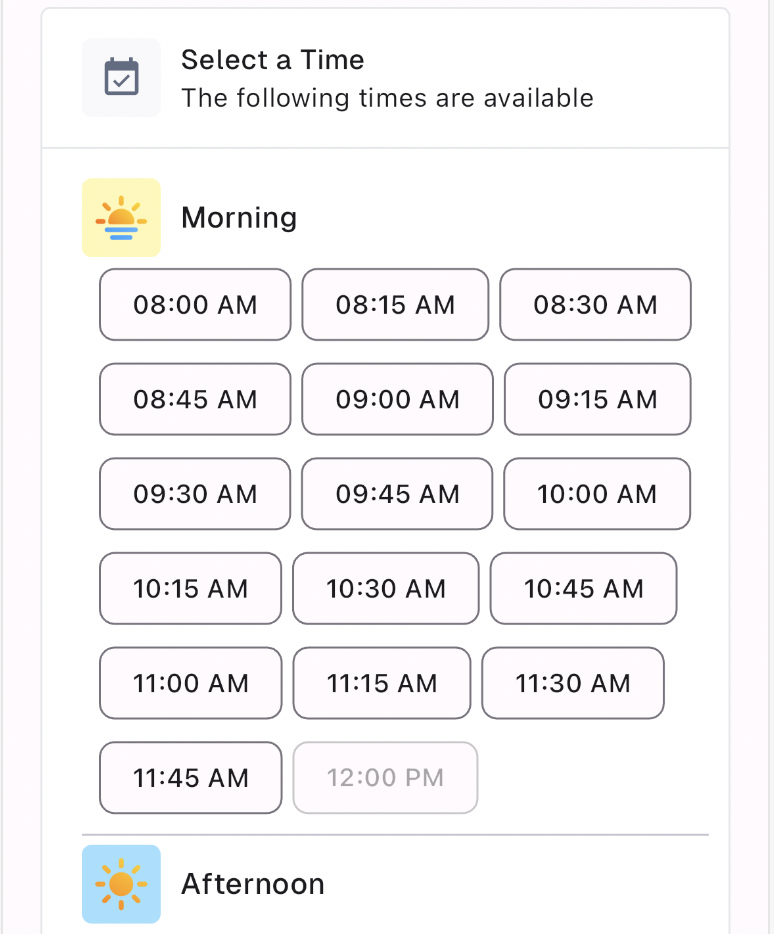 Select a Time
The following times are available
Morning
08:00 AM 08:15 AM 08:30 AM
08:45 AM 09:00 AM 09:15 AM
09:30 AM 09:45 AM 10:00 AM
10:15 AM 10:30 AM 10:45 AM
11:00 AM 11:15 AM 11:30 AM
11:45 AM 12:00 PM
Afternoon